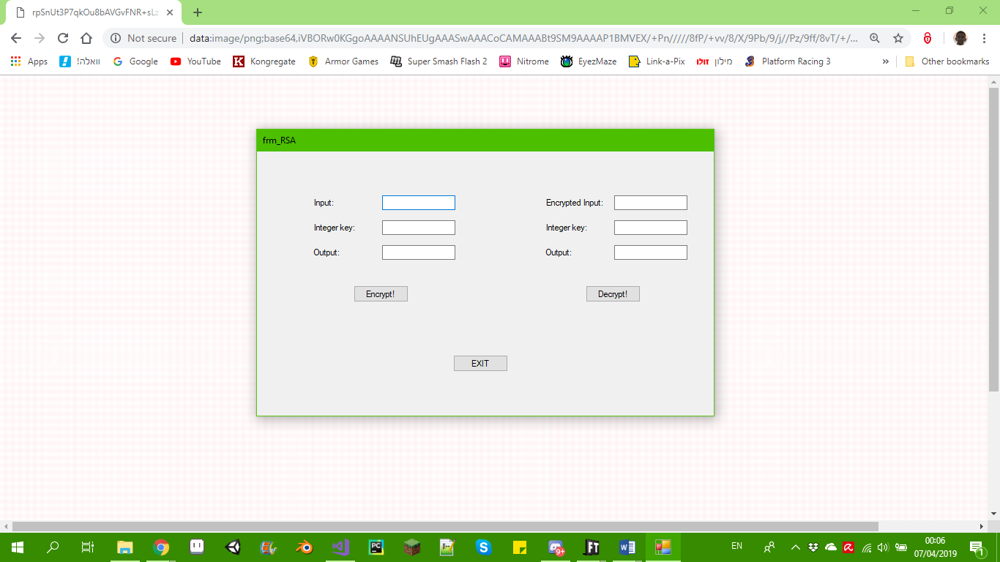 rpSnUt3P7qkOu8bAVGvFNR+sLz
Not secure data:image/png;base64,iVBORw0KGgoAAAANSUhEUgAAASwAAACoCAMAAABt9SM9AAAAP1BMVEX/+Pn/////8fP/+vv/8/X/9Pb/9/j//Pz/9ff/8vT/+/...
Apps וואלה! Google YouTube Kongregate Armor Games Super Smash Flash 2 Nitrome EyezMaze Link-a-Pix מילון זוטו Platform Racing 3 » Other bookmarks
frm_RSA
Input: Encrypted Input:
Integer key: Integer key:
Output: Output:
Encrypt! Decrypt!
EXIT
PC 9+ FT EN 00:06
07/04/2019 1